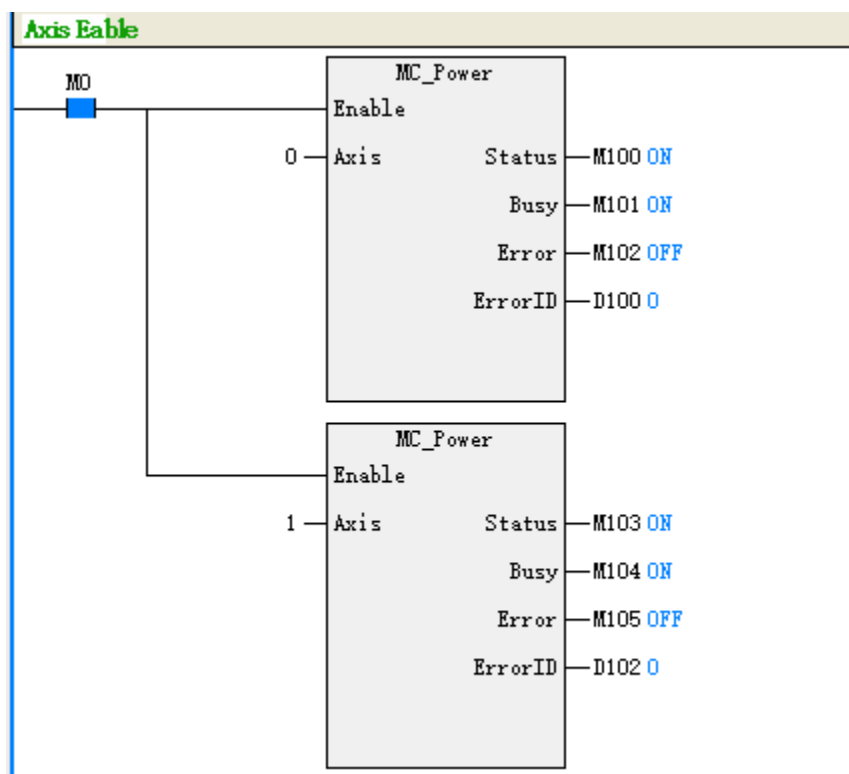 Axis Eable
M0
MC_Power
Enable
0 Axis Status M100 ON
Busy M101 ON
Error M102 OFF
ErrorID D100 0
MC_Power
Enable
1 Axis Status M103 ON
Busy M104 ON
Error M105 OFF
ErrorID D102 0